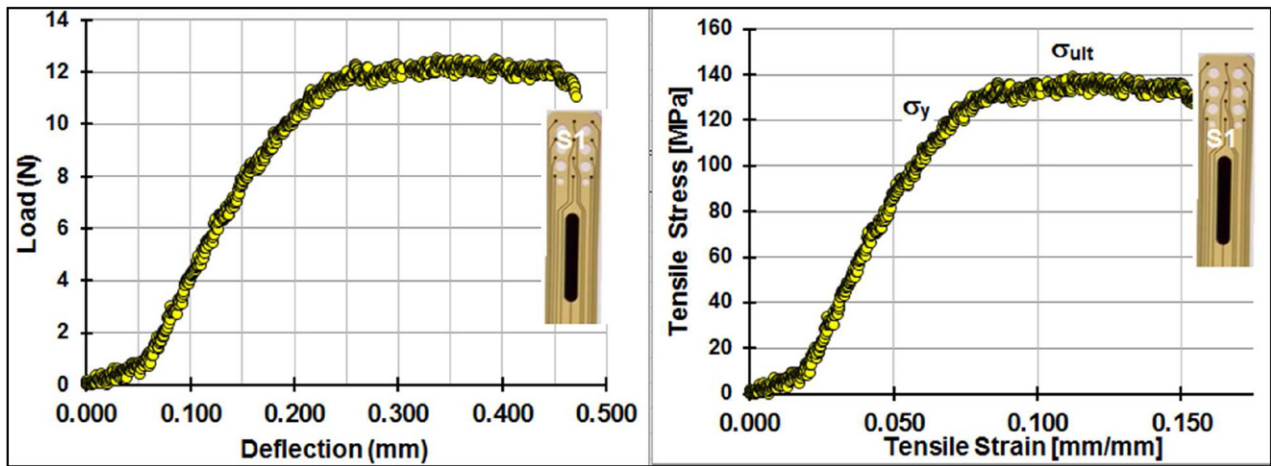 14
12
10
8
6
4
2
0
0.000 0.100 0.200 0.300 0.400 0.500
Load (N)
Deflection (mm)
S1
160
140
120
100
80
60
40
20
0
0.000 0.050 0.100 0.150
Tensile Stress [MPa]
Tensile Strain [mm/mm]
σult
σy
S1